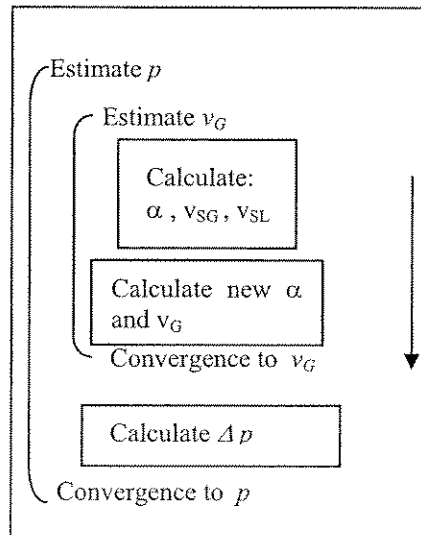 Estimate p
Estimate v_G
Calculate:
α , v_SG , v_SL
Calculate new α
and v_G
Convergence to v_G
Calculate Δ p
Convergence to p